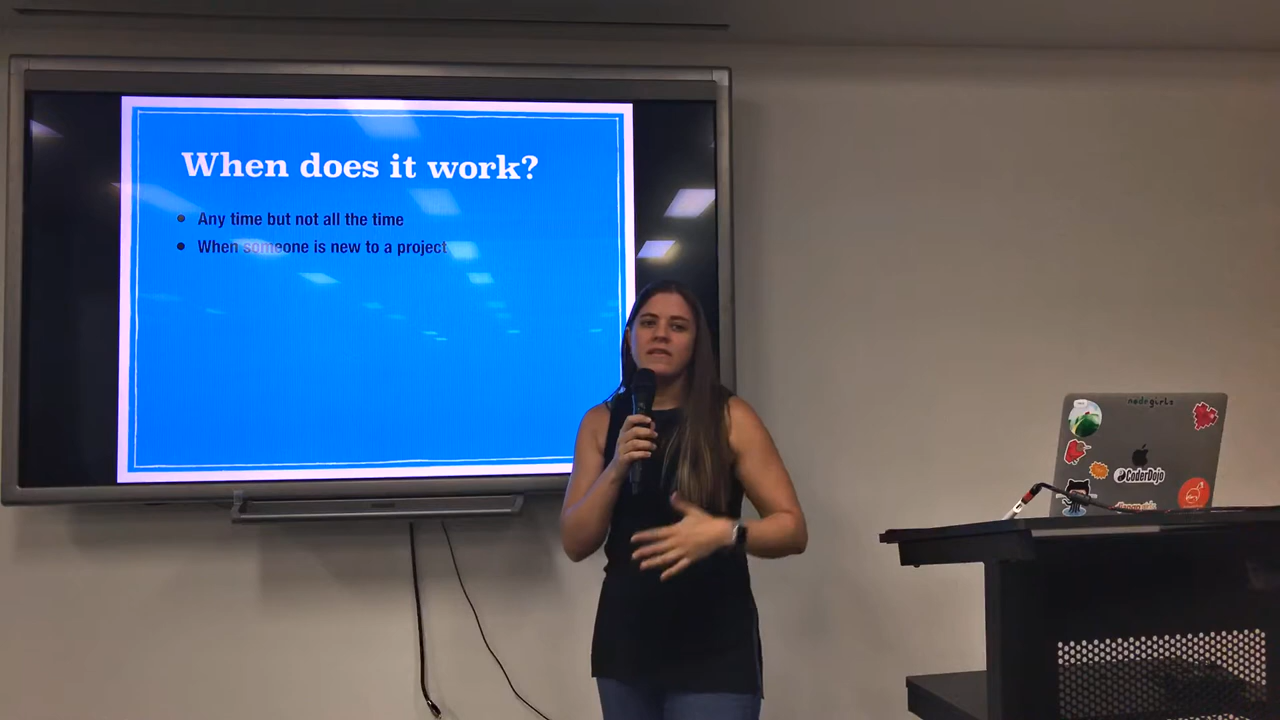 When does it work?
Any time but not all the time
When someone is new to a project
nodegirls
CoderDojo